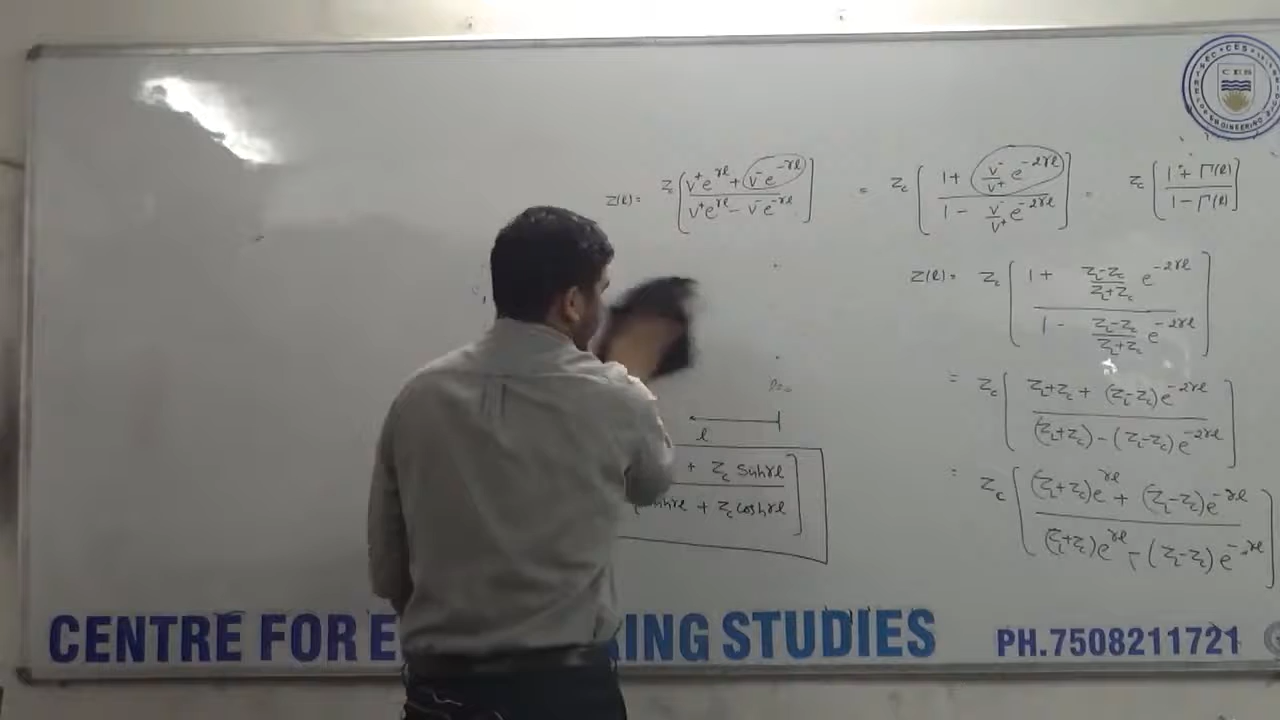 CES
Z(l) = Z_c [ (V⁺e^{γl} + V⁻e^{-γl}) / (V⁺e^{γl} - V⁻e^{-γl}) ] = Z_c [ (1 + V⁻/V⁺ e^{-2γl}) / (1 - V⁻/V⁺ e^{-2γl}) ] = Z_c [ (1 + Γ(l)) / (1 - Γ(l)) ]
Z(l) = Z_c [ (1 + (Z_L-Z_c)/(Z_L+Z_c) e^{-2γl}) / (1 - (Z_L-Z_c)/(Z_L+Z_c) e^{-2γl}) ]
= Z_c [ (Z_L+Z_c + (Z_L-Z_c)e^{-2γl}) / ((Z_L+Z_c) - (Z_L-Z_c)e^{-2γl}) ]
= Z_c [ ((Z_L+Z_c)e^{γl} + (Z_L-Z_c)e^{-γl}) / ((Z_L+Z_c)e^{γl} - (Z_L-Z_c)e^{-γl}) ]
l=0
l
+ Z_c Sinhγl
Sinhγl + Z_c coshγl
CENTRE FOR E ING STUDIES
PH.7508211721